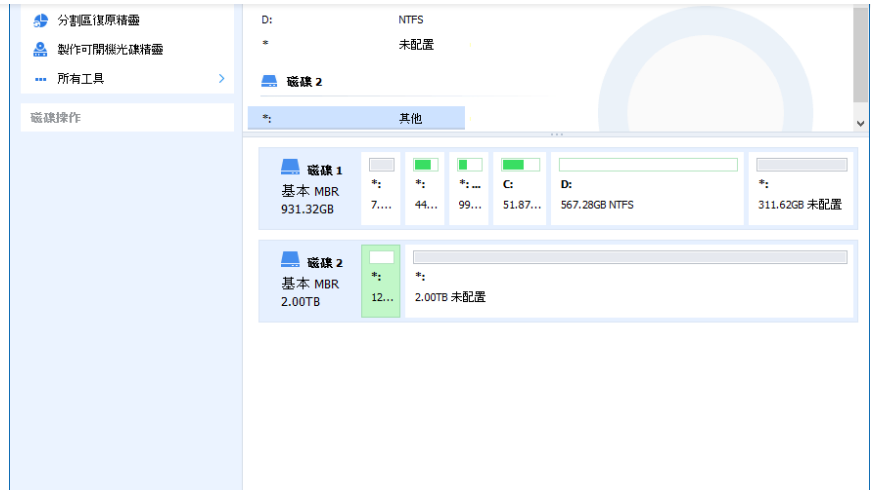 分割區復原精靈
製作可開機光碟精靈
所有工具
磁碟操作
D: NTFS
* 未配置
磁碟 2
*: 其他
磁碟 1
基本 MBR
931.32GB
*:
7....
*:
44...
*: ...
99...
C:
51.87...
D:
567.28GB NTFS
*:
311.62GB 未配置
磁碟 2
基本 MBR
2.00TB
*:
12...
*:
2.00TB 未配置